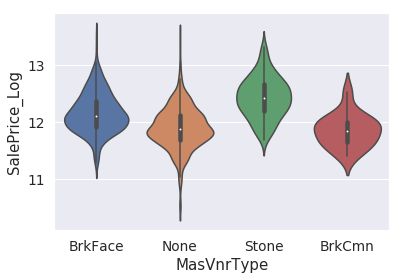 SalePrice_Log
13
12
11
BrkFace None Stone BrkCmn
MasVnrType